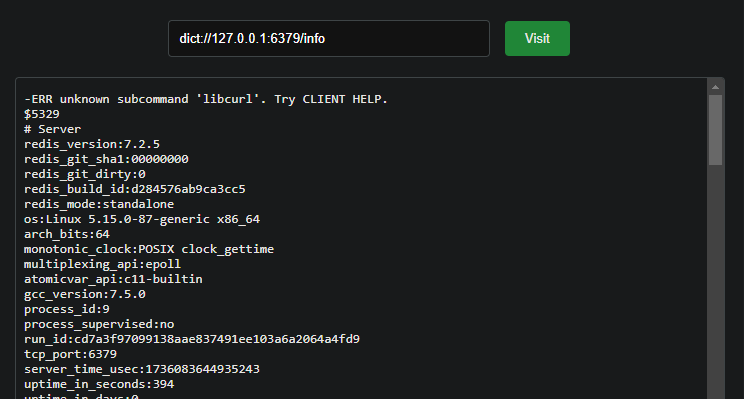 dict://127.0.0.1:6379/info
Visit
-ERR unknown subcommand 'libcurl'. Try CLIENT HELP.
$5329
# Server
redis_version:7.2.5
redis_git_sha1:00000000
redis_git_dirty:0
redis_build_id:d284576ab9ca3cc5
redis_mode:standalone
os:Linux 5.15.0-87-generic x86_64
arch_bits:64
monotonic_clock:POSIX clock_gettime
multiplexing_api:epoll
atomicvar_api:c11-builtin
gcc_version:7.5.0
process_id:9
process_supervised:no
run_id:cd7a3f97099138aae837491ee103a6a2064a4fd9
tcp_port:6379
server_time_usec:1736083644935243
uptime_in_seconds:394
uptime_in_days:0